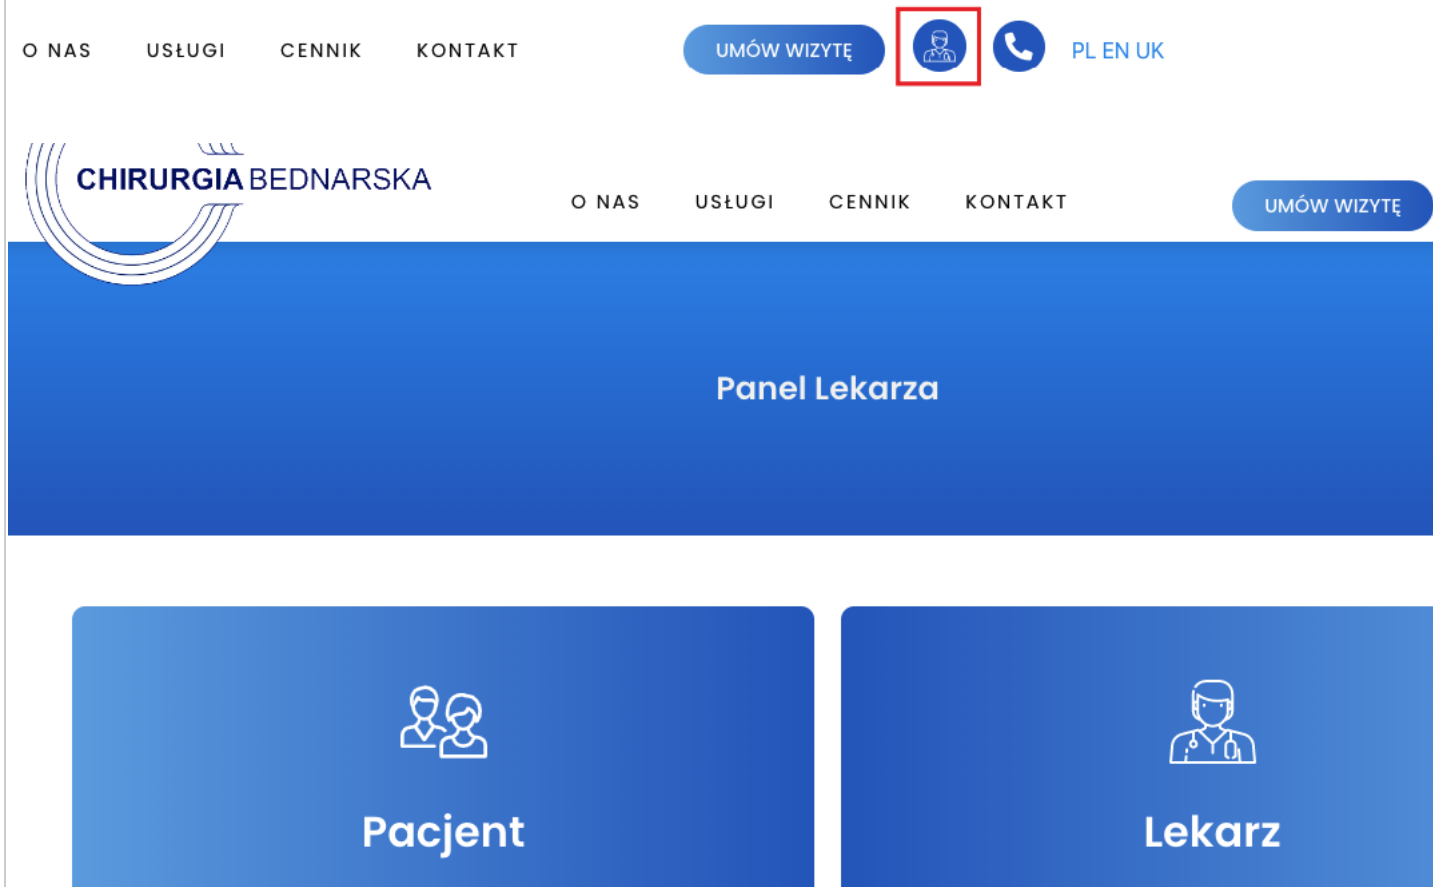 O NAS USŁUGI CENNIK KONTAKT UMÓW WIZYTĘ PL EN UK
CHIRURGIA BEDNARSKA
O NAS USŁUGI CENNIK KONTAKT UMÓW WIZYTĘ
Panel Lekarza
Pacjent Lekarz